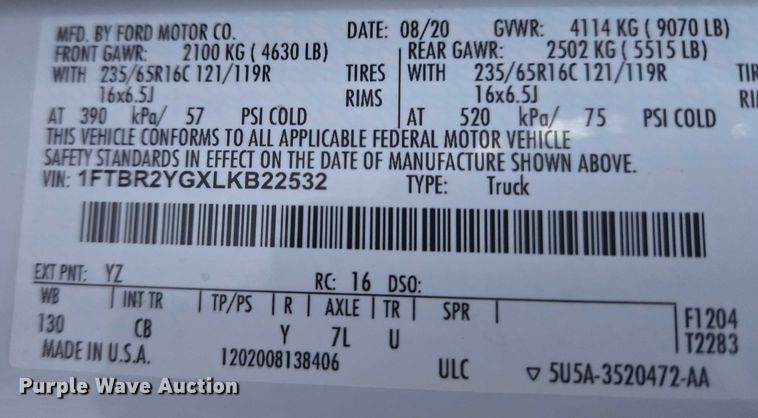 MFD. BY FORD MOTOR CO. DATE: 08/20 GVWR: 4114 KG ( 9070 LB)
FRONT GAWR: 2100 KG ( 4630 LB) REAR GAWR: 2502 KG ( 5515 LB)
WITH 235/65R16C 121/119R TIRES WITH 235/65R16C 121/119R
16x6.5J RIMS 16x6.5J
AT 390 kPa/ 57 PSI COLD AT 520 kPa/ 75 PSI COLD
THIS VEHICLE CONFORMS TO ALL APPLICABLE FEDERAL MOTOR VEHICLE
SAFETY STANDARDS IN EFFECT ON THE DATE OF MANUFACTURE SHOWN ABOVE.
VIN: 1FTBR2YGXLKB22532 TYPE: Truck
EXT PNT: YZ RC: 16 DSO:
WB INT TR TP/PS R AXLE TR SPR F1204
130 CB Y 7L U T2283
MADE IN U.S.A. 1202008138406 ULC ▽ 5U5A-3520472-AA
Purple Wave Auction